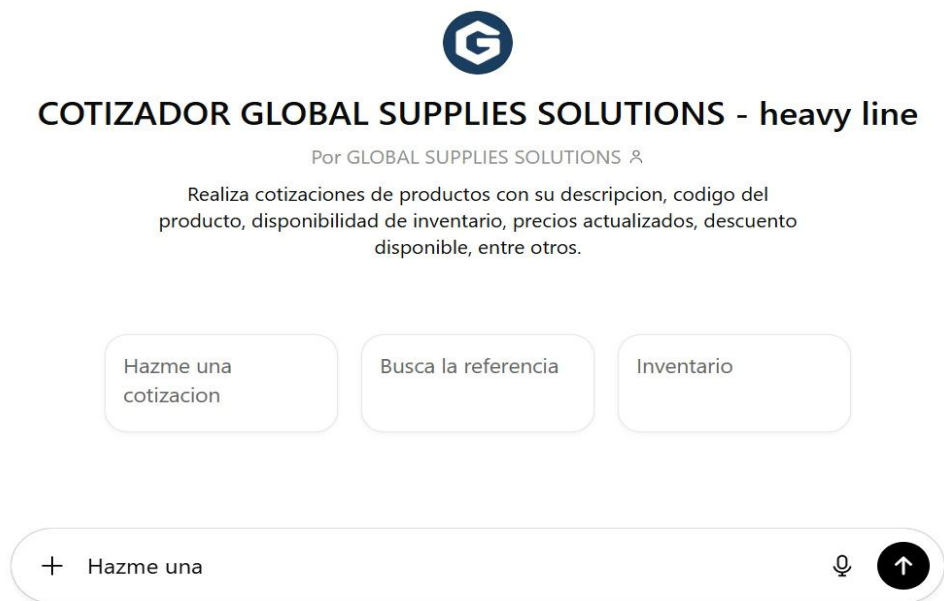 COTIZADOR GLOBAL SUPPLIES SOLUTIONS - heavy line
Por GLOBAL SUPPLIES SOLUTIONS
Realiza cotizaciones de productos con su descripcion, codigo del
producto, disponibilidad de inventario, precios actualizados, descuento
disponible, entre otros.
Hazme una
cotizacion
Busca la referencia
Inventario
Hazme una